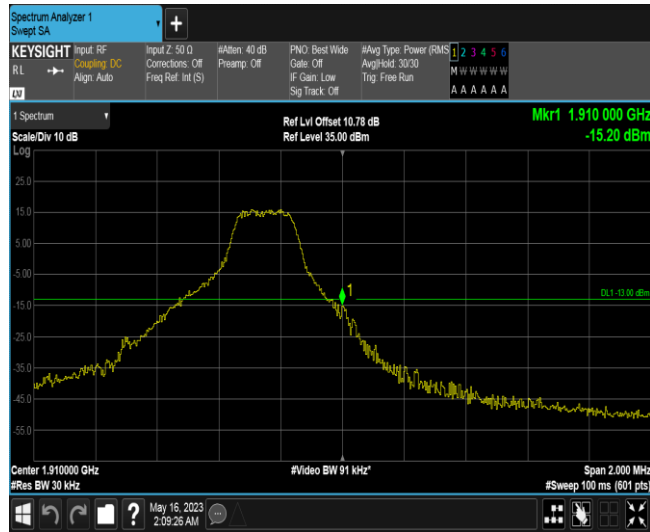 Spectrum Analyzer 1
Swept SA
KEYSIGHT Input: RF Input Z: 50 Ω #Atten: 40 dB PNO: Best Wide #Avg Type: Power (RMS 1 2 3 4 5 6
RL Coupling: DC Corrections: Off Preamp: Off Gate: Off Avg|Hold: 30/30 M W W W W W
Align: Auto Freq Ref: Int (S) IF Gain: Low Trig: Free Run
LXI Sig Track: Off A A A A A A
1 Spectrum Ref Lvl Offset 10.78 dB Mkr1 1.910 000 GHz
Scale/Div 10 dB Ref Level 35.00 dBm -15.20 dBm
Log
25.0
15.0
5.00
-5.00
1
DL1 -13.00 dBm
-15.0
-25.0
-35.0
-45.0
-55.0
Center 1.910000 GHz #Video BW 91 kHz* Span 2.000 MHz
#Res BW 30 kHz #Sweep 100 ms (601 pts)
? May 16, 2023
2:09:26 AM